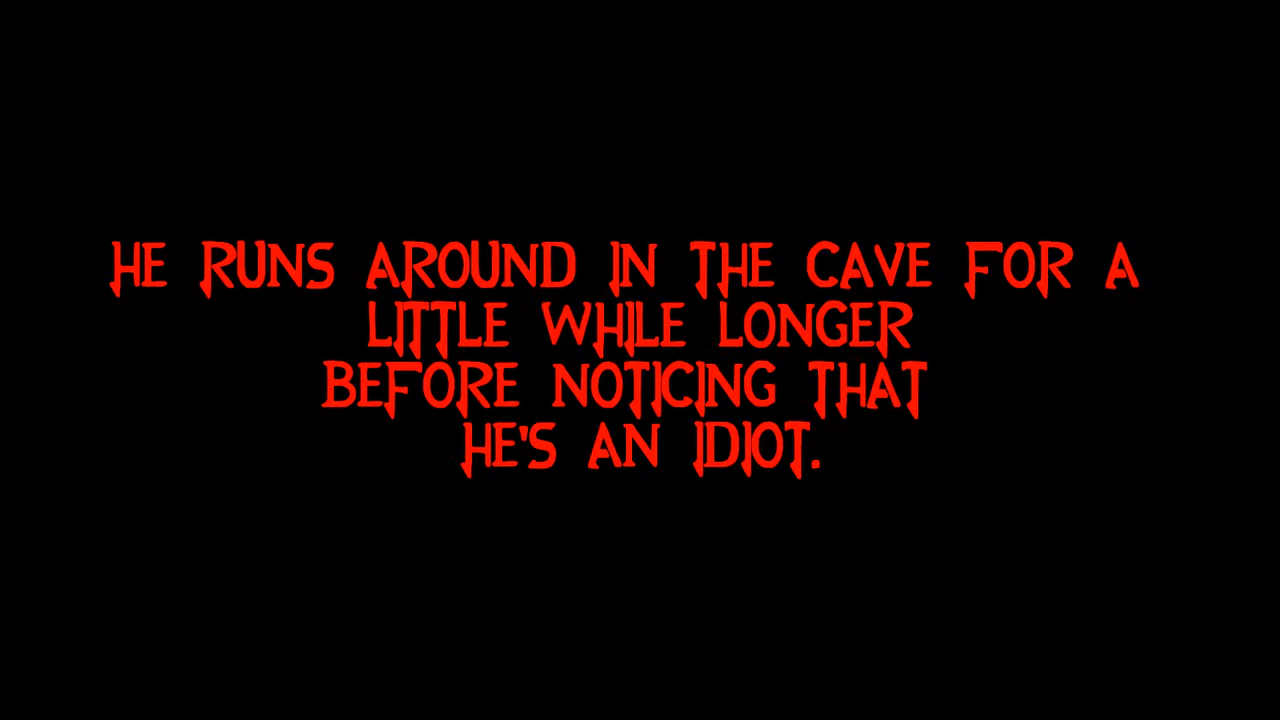 HE RUNS AROUND IN THE CAVE FOR A
LITTLE WHILE LONGER
BEFORE NOTICING THAT
HE'S AN IDIOT.